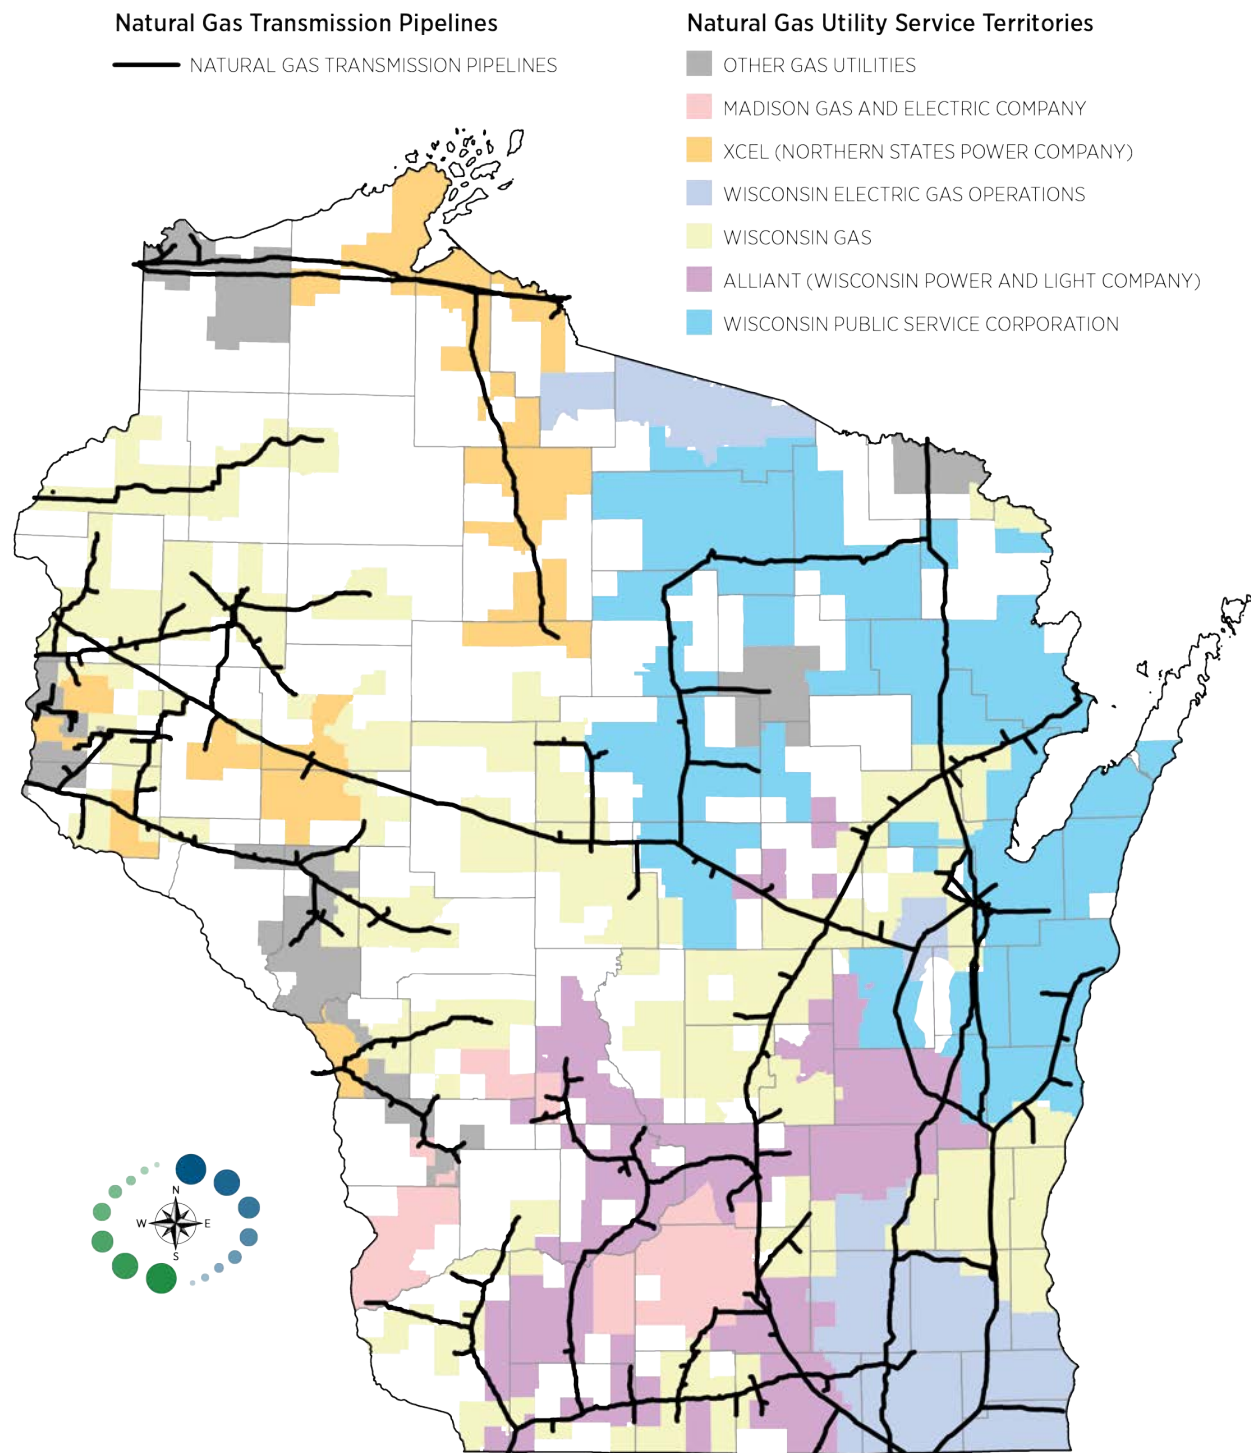 Natural Gas Transmission Pipelines
NATURAL GAS TRANSMISSION PIPELINES
Natural Gas Utility Service Territories
OTHER GAS UTILITIES
MADISON GAS AND ELECTRIC COMPANY
XCEL (NORTHERN STATES POWER COMPANY)
WISCONSIN ELECTRIC GAS OPERATIONS
WISCONSIN GAS
ALLIANT (WISCONSIN POWER AND LIGHT COMPANY)
WISCONSIN PUBLIC SERVICE CORPORATION
N
W E
S